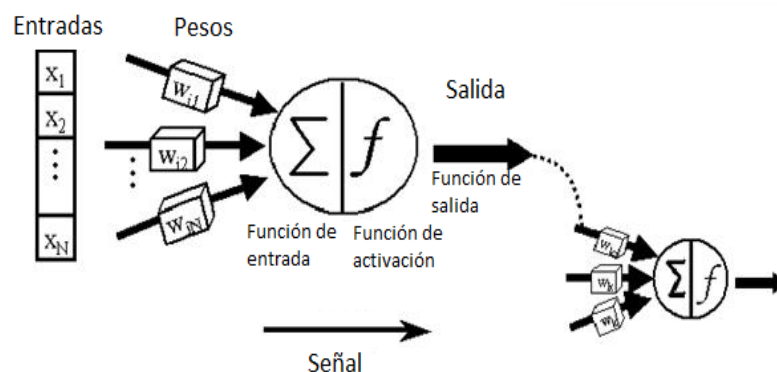 Entradas
Pesos
X1
X2
⋮
XN
Wi1
Wi2
⋮
WiN
Σ f
Salida
Función de
salida
Función de
entrada
Función de
activación
Señal
Σ f